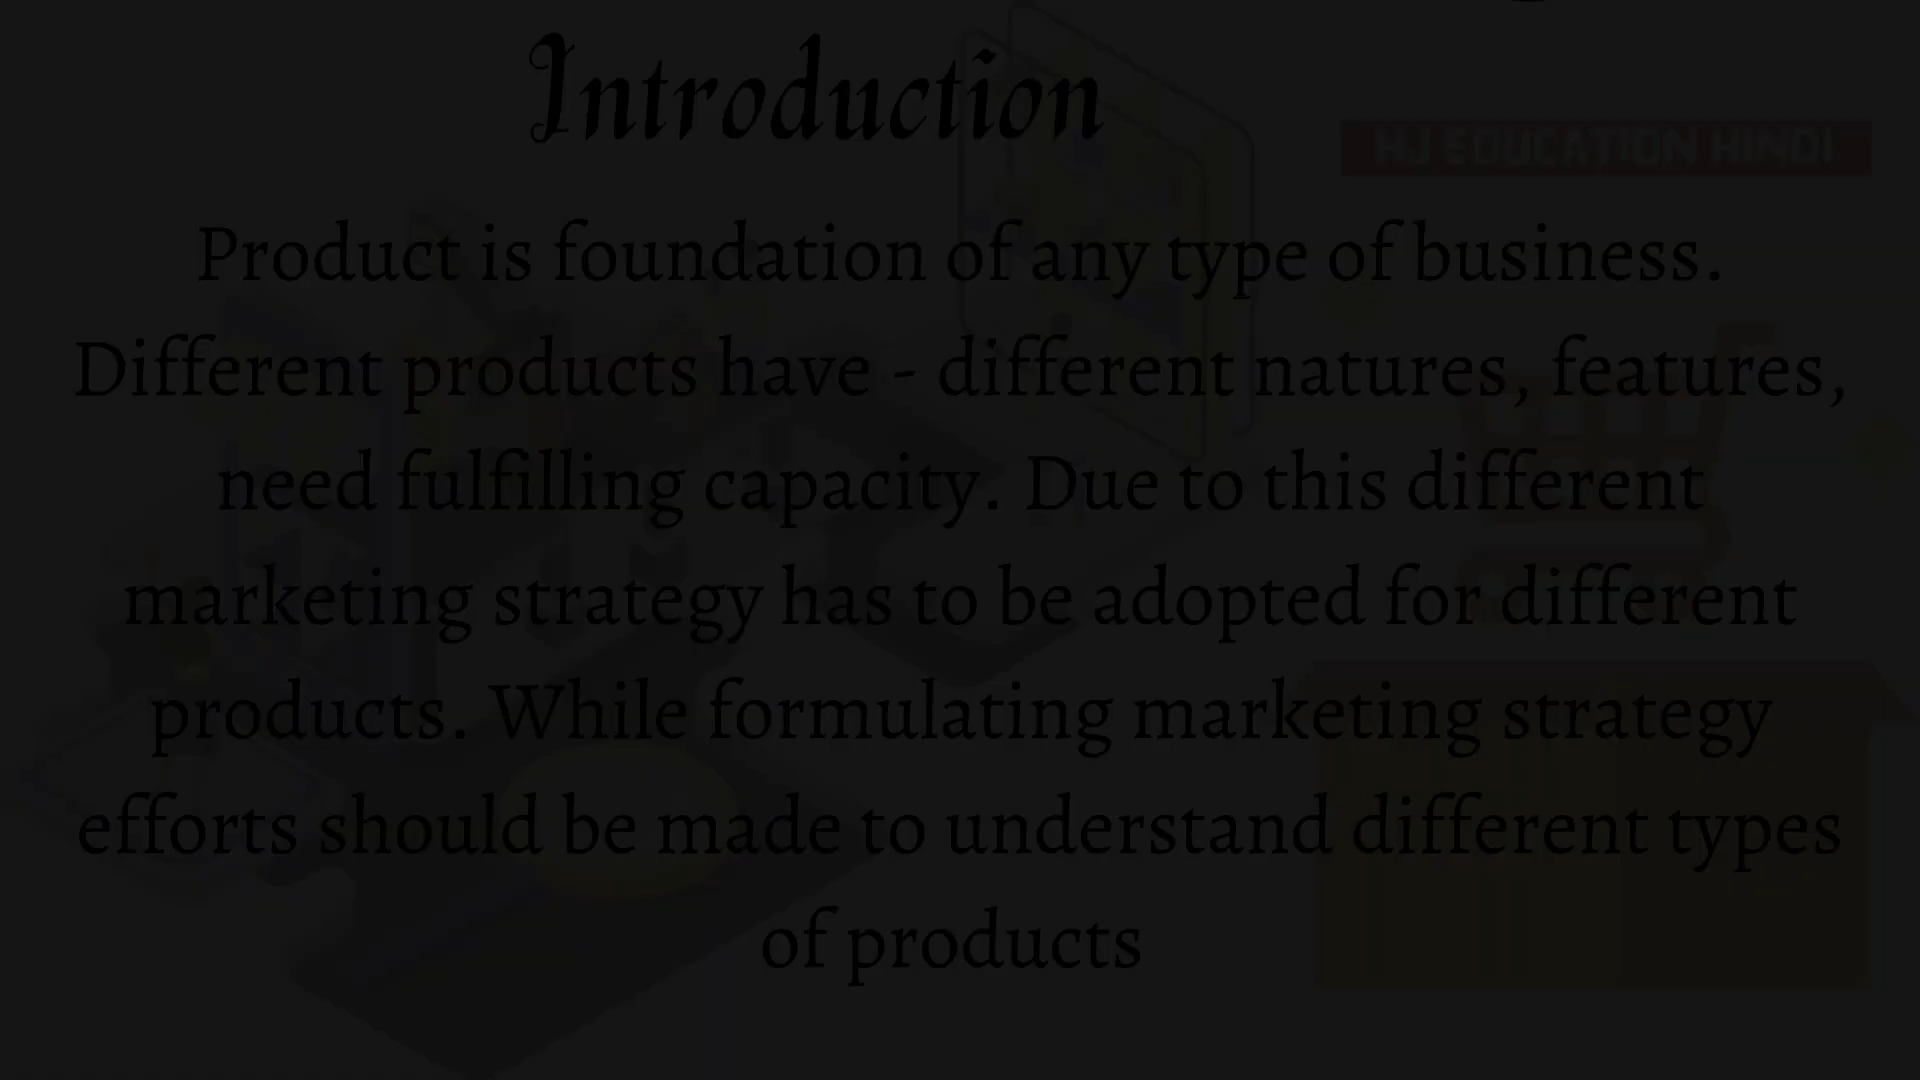 Introduction
HJ EDUCATION HINDI
Product is foundation of any type of business.
Different products have - different natures, features,
need fulfilling capacity. Due to this different
marketing strategy has to be adopted for different
products. While formulating marketing strategy
efforts should be made to understand different types
of products